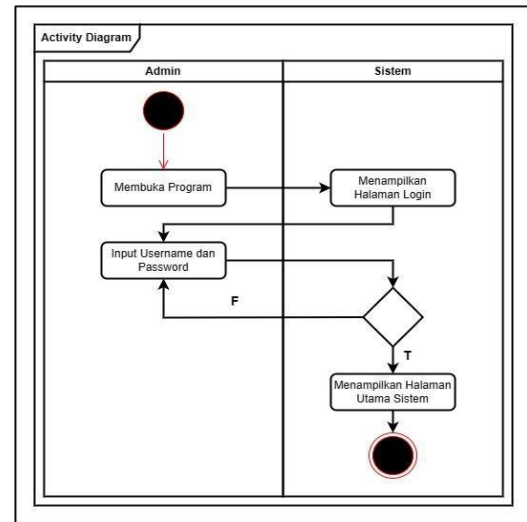 Activity Diagram
Admin
Sistem
Membuka Program
Menampilkan
Halaman Login
Input Username dan
Password
F
T
Menampilkan Halaman
Utama Sistem